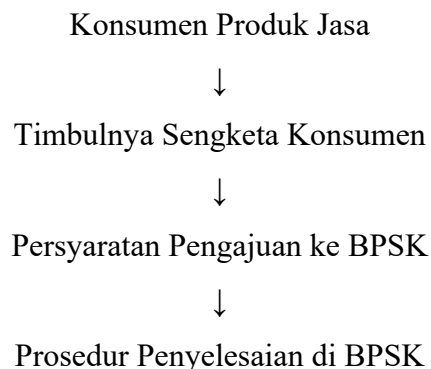 Konsumen Produk Jasa
↓
Timbulnya Sengketa Konsumen
↓
Persyaratan Pengajuan ke BPSK
↓
Prosedur Penyelesaian di BPSK